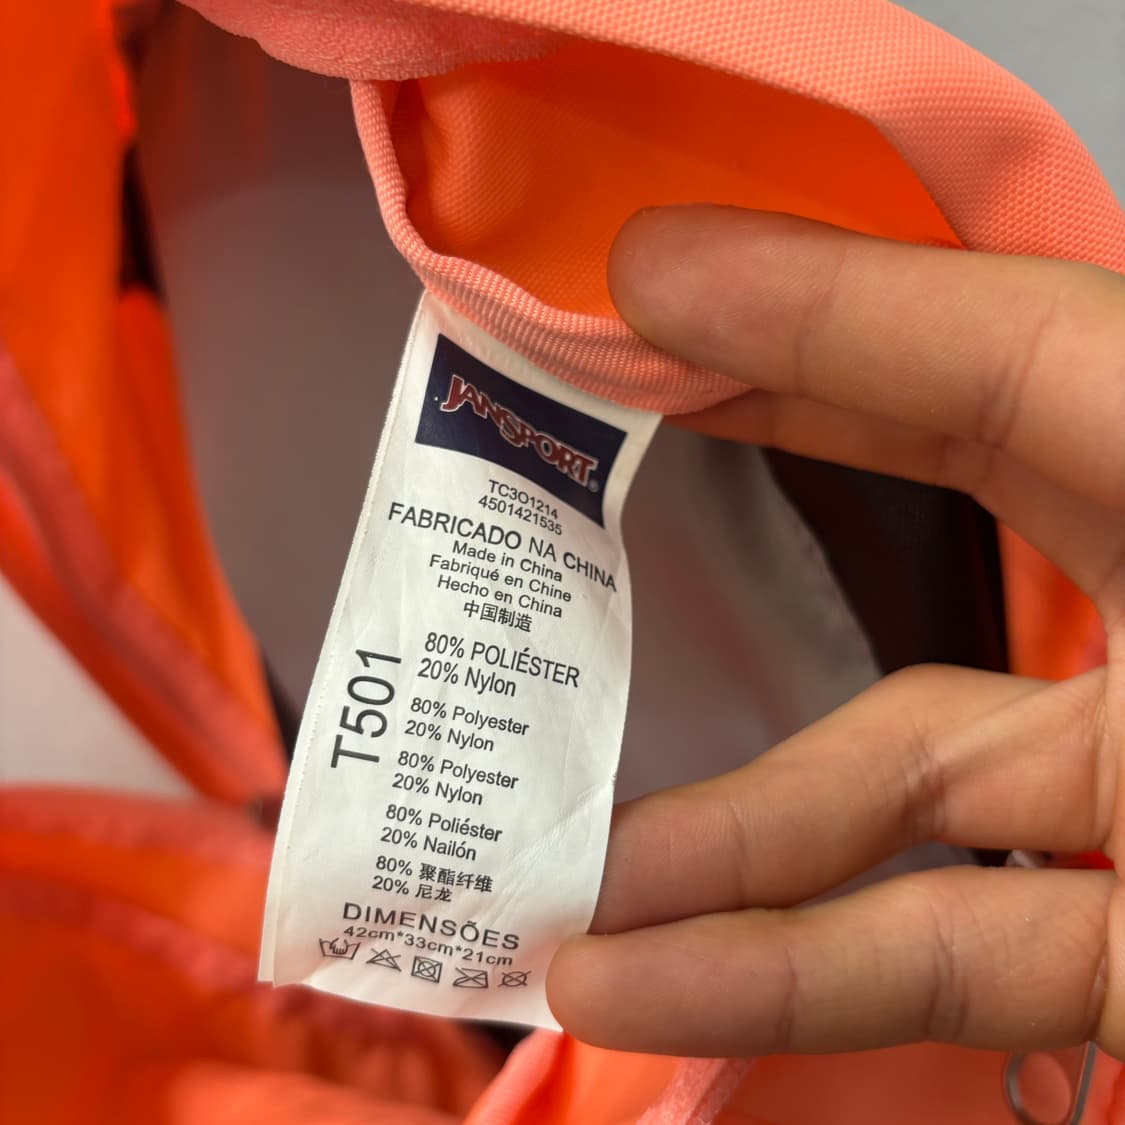 JANSPORT®
TC3O1214
4501421535
FABRICADO NA CHINA
Made in China
Fabriqué en Chine
Hecho en China
中国制造
80% POLIÉSTER
20% Nylon
80% Polyester
20% Nylon
80% Polyester
20% Nylon
80% Poliéster
20% Nailón
80% 聚酯纤维
20% 尼龙
T501
DIMENSÕES
42cm*33cm*21cm